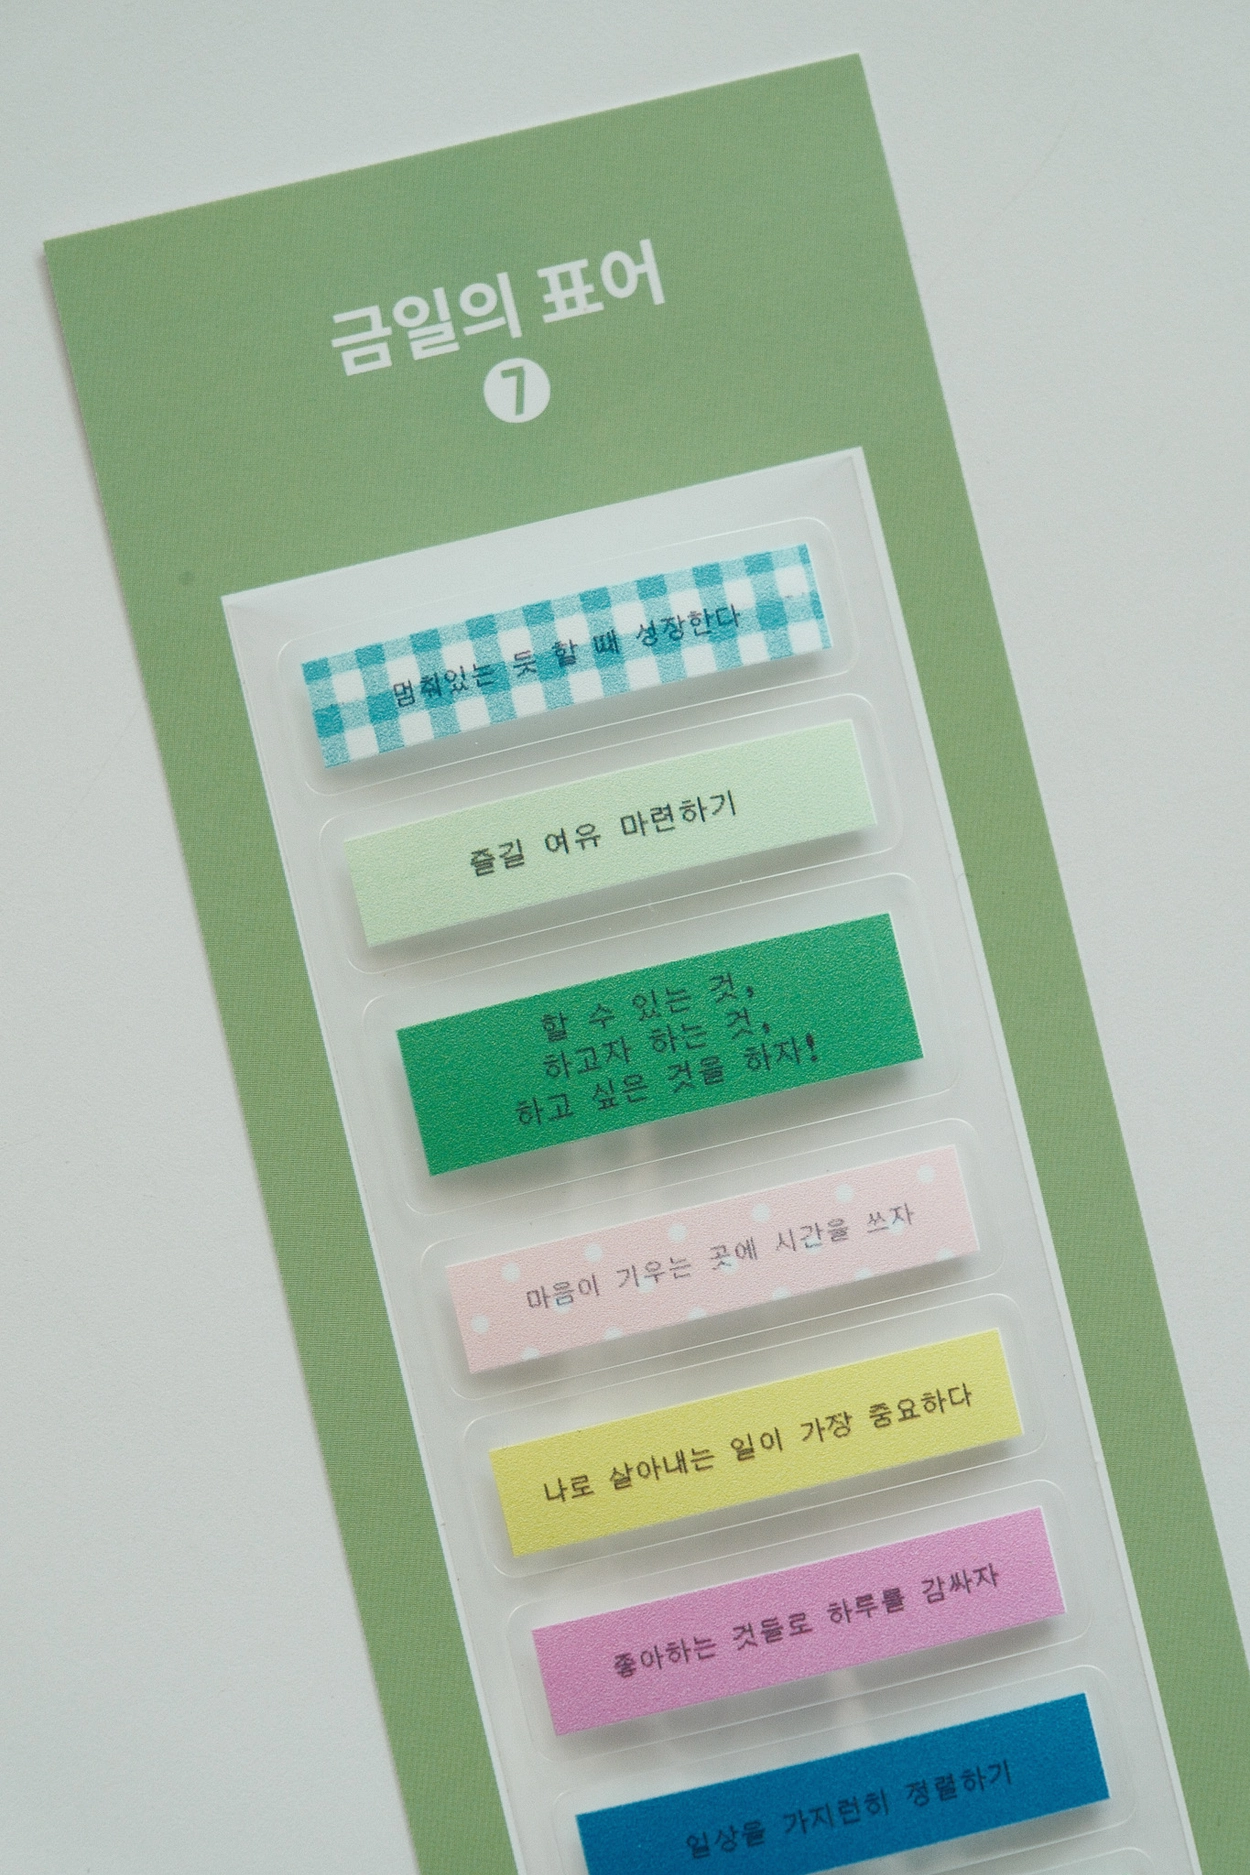 금일의 표어
7
멈춰있는 듯 할 때 성장한다
즐길 여유 마련하기
할 수 있는 것,
하고자 하는 것,
하고 싶은 것을 하자!
마음이 기우는 곳에 시간을 쓰자
나로 살아내는 일이 가장 중요하다
좋아하는 것들로 하루를 감싸자
일상을 가지런히 정렬하기